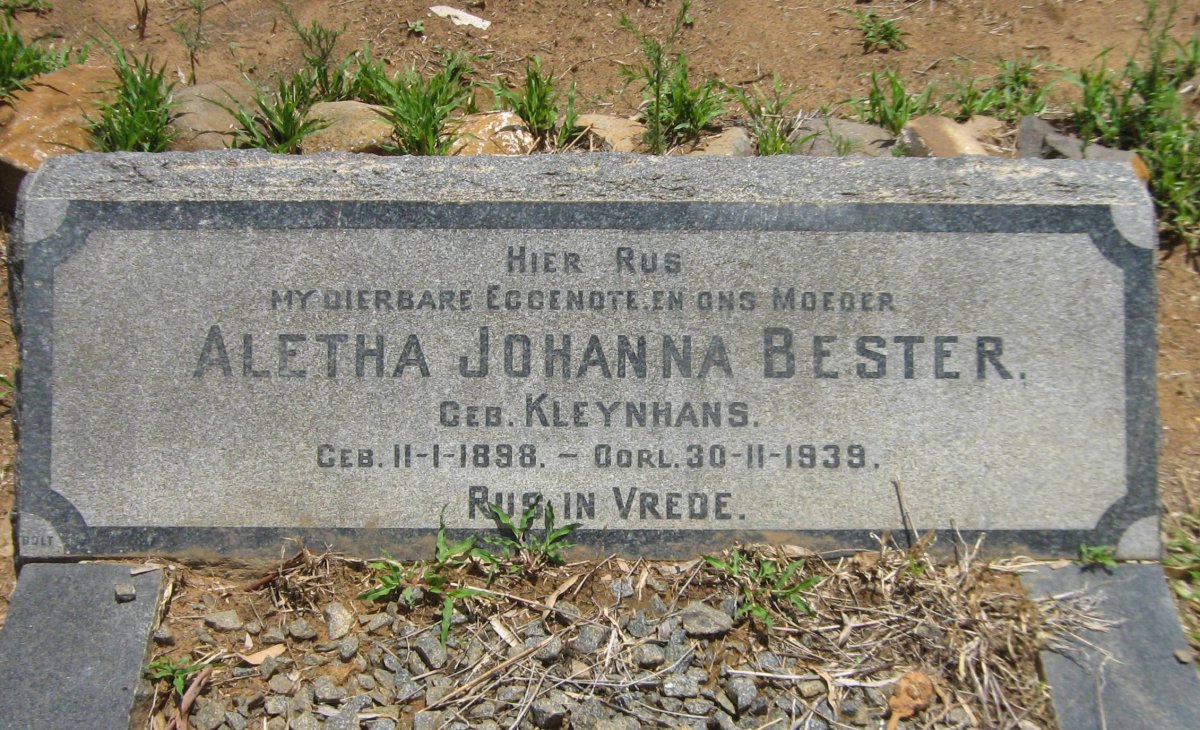 Hier Rus
my dierbare Eggenote.en ons Moeder
Aletha Johanna Bester.
Geb. Kleynhans.
Geb. 11-1-1898. – Oorl. 30-11-1939.
Rus in Vrede.
BOLT.